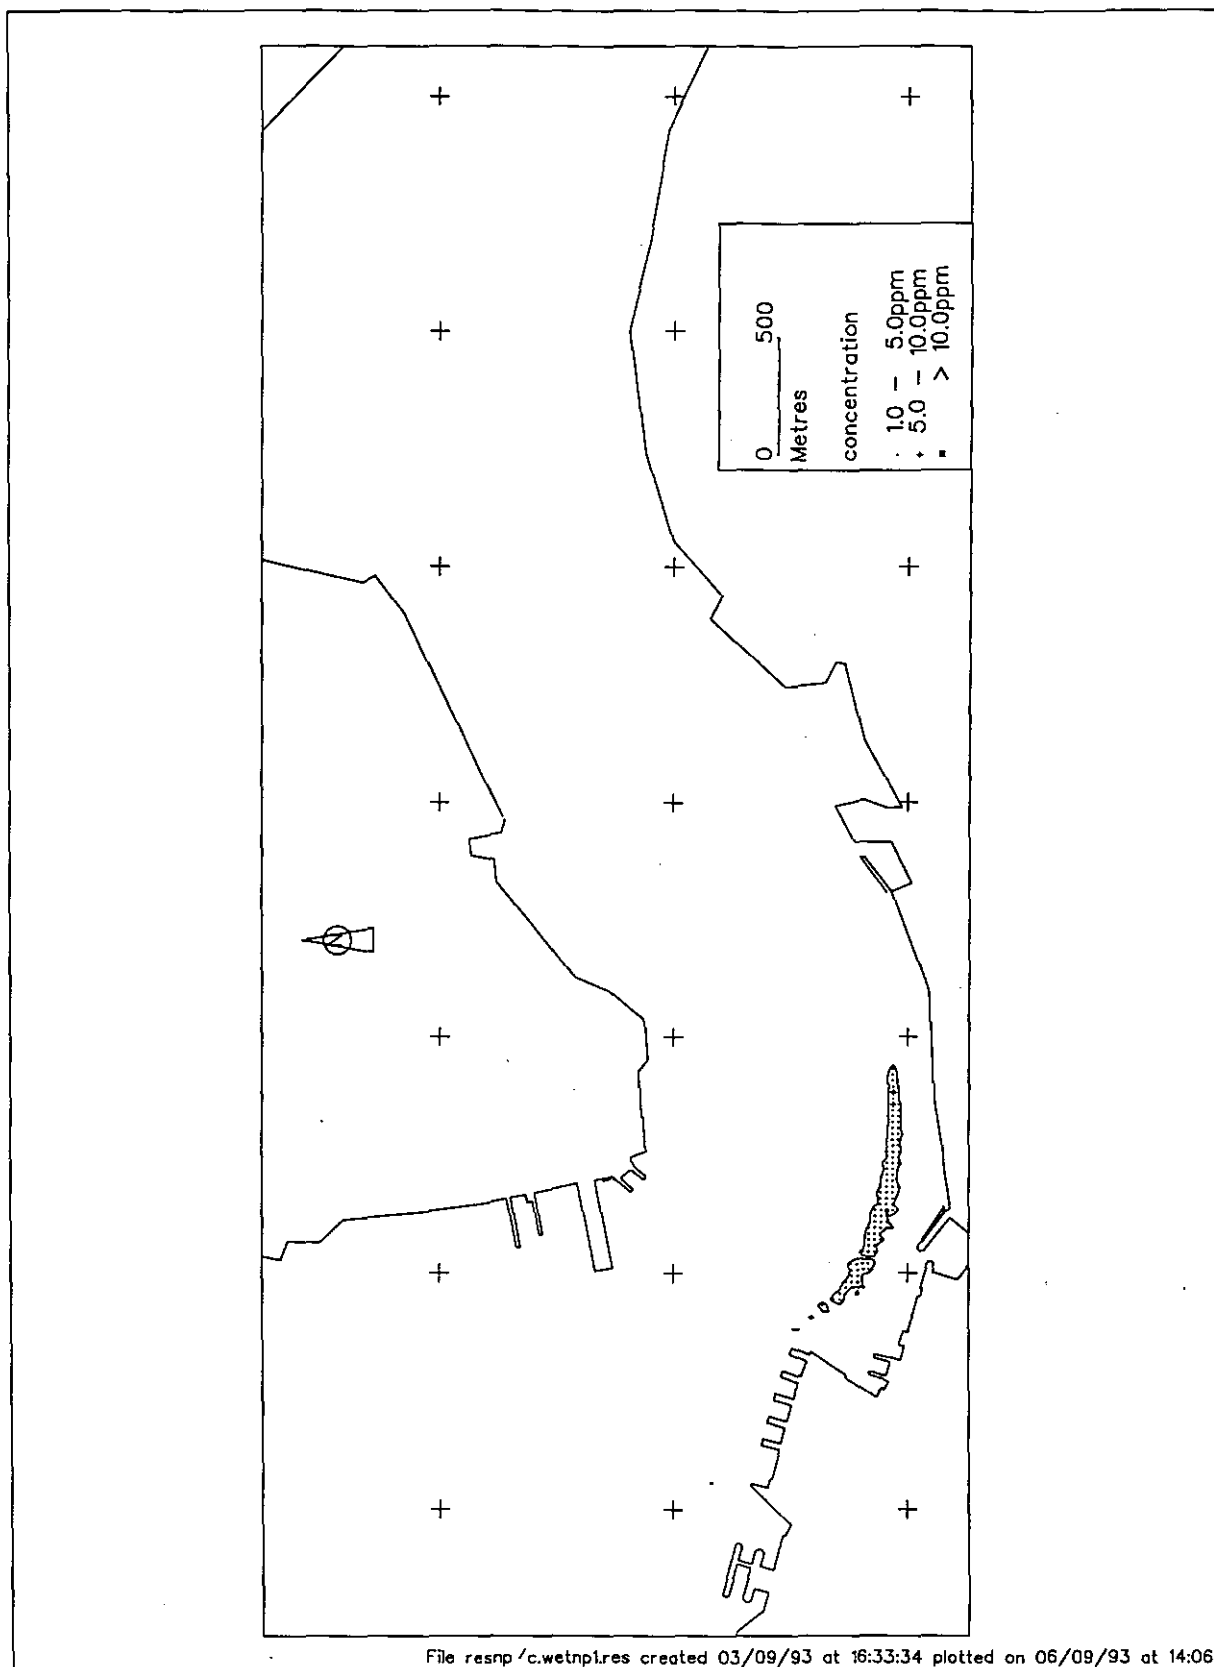 N
0 500
Metres
concentration
· 1.0 — 5.0ppm
+ 5.0 — 10.0ppm
▪ > 10.0ppm
File resnp/c.wetnp1.res created 03/09/93 at 16:33:34 plotted on 06/09/93 at 14:06